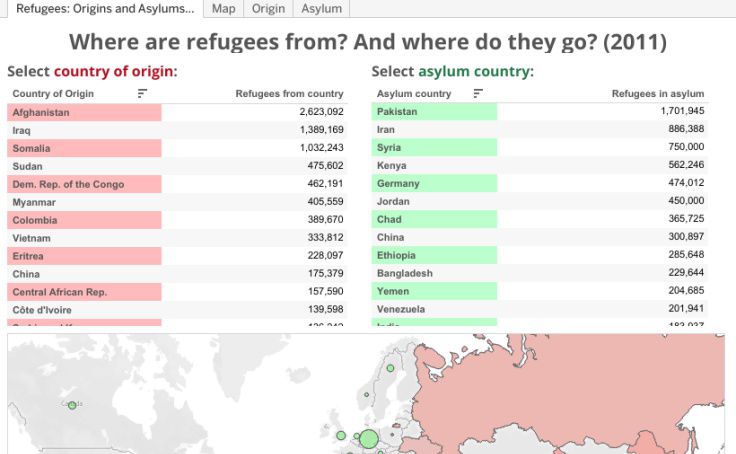 Refugees: Origins and Asylums... Map Origin Asylum
Where are refugees from? And where do they go? (2011)
Select country of origin:
Country of Origin Refugees from country
Afghanistan 2,623,092
Iraq 1,389,169
Somalia 1,032,243
Sudan 475,602
Dem. Rep. of the Congo 462,191
Myanmar 405,559
Colombia 389,670
Vietnam 333,812
Eritrea 228,097
China 175,379
Central African Rep. 157,590
Côte d'Ivoire 139,598
Select asylum country:
Asylum country Refugees in asylum
Pakistan 1,701,945
Iran 886,388
Syria 750,000
Kenya 562,246
Germany 474,012
Jordan 450,000
Chad 365,725
China 300,897
Ethiopia 285,648
Bangladesh 229,644
Yemen 204,685
Venezuela 201,941
India 183,937
Canada